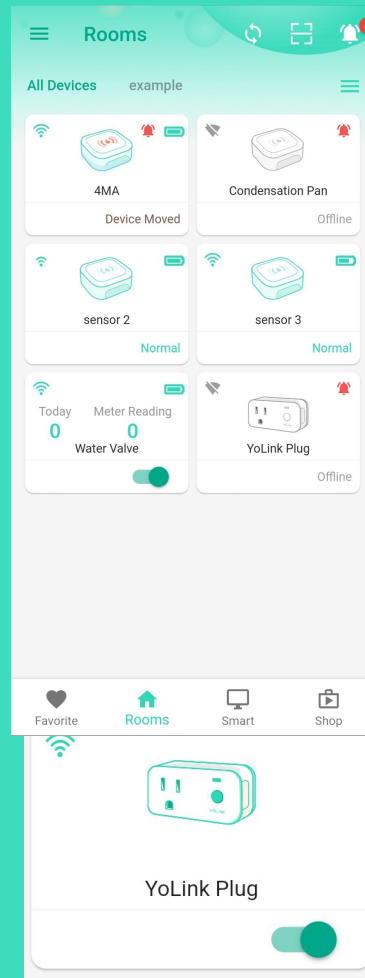 Rooms
All Devices example
4MA
Device Moved
Condensation Pan
Offline
sensor 2
Normal
sensor 3
Normal
Today Meter Reading
0 0
Water Valve
YoLink Plug
Offline
Favorite Rooms Smart Shop
YoLink Plug